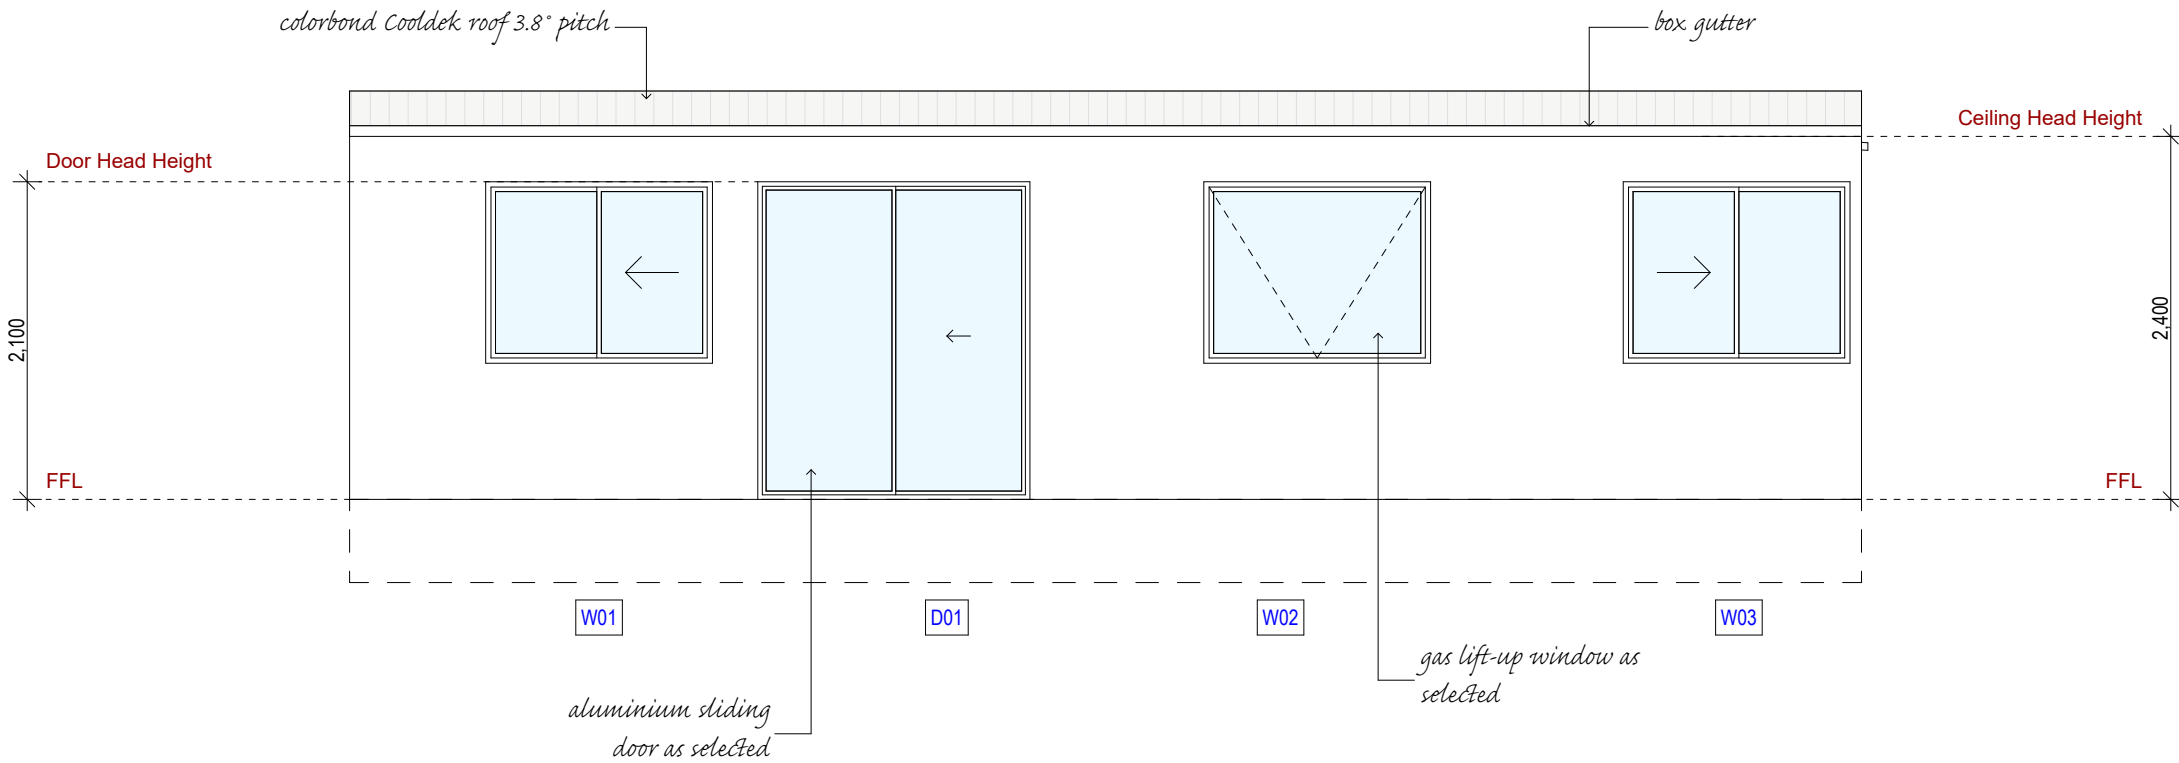 colorbond Cooldek roof 3.8° pitch
box gutter
Ceiling Head Height
Door Head Height
2,100
2,400
FFL
FFL
W01
D01
W02
W03
gas lift-up window as
selected
aluminium sliding
door as selected